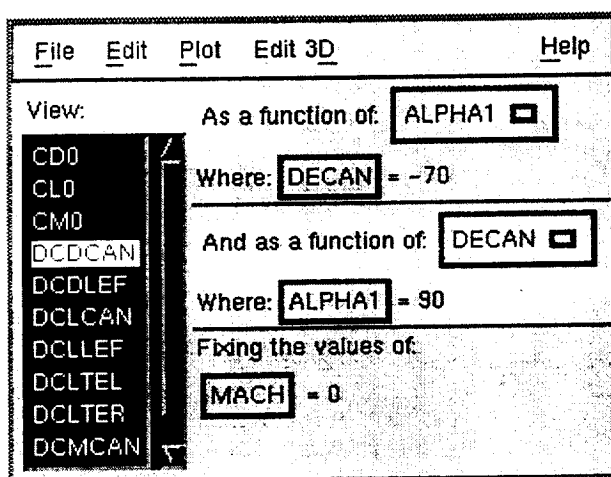 File Edit Plot Edit 3D Help
View:
CD0
CL0
CM0
DCDCAN
DCDLEF
DCLCAN
DCLLEF
DCLTEL
DCLTER
DCMCAN
As a function of: ALPHA1
Where: DECAN = -70
And as a function of: DECAN
Where: ALPHA1 = 90
Fixing the values of:
MACH = 0